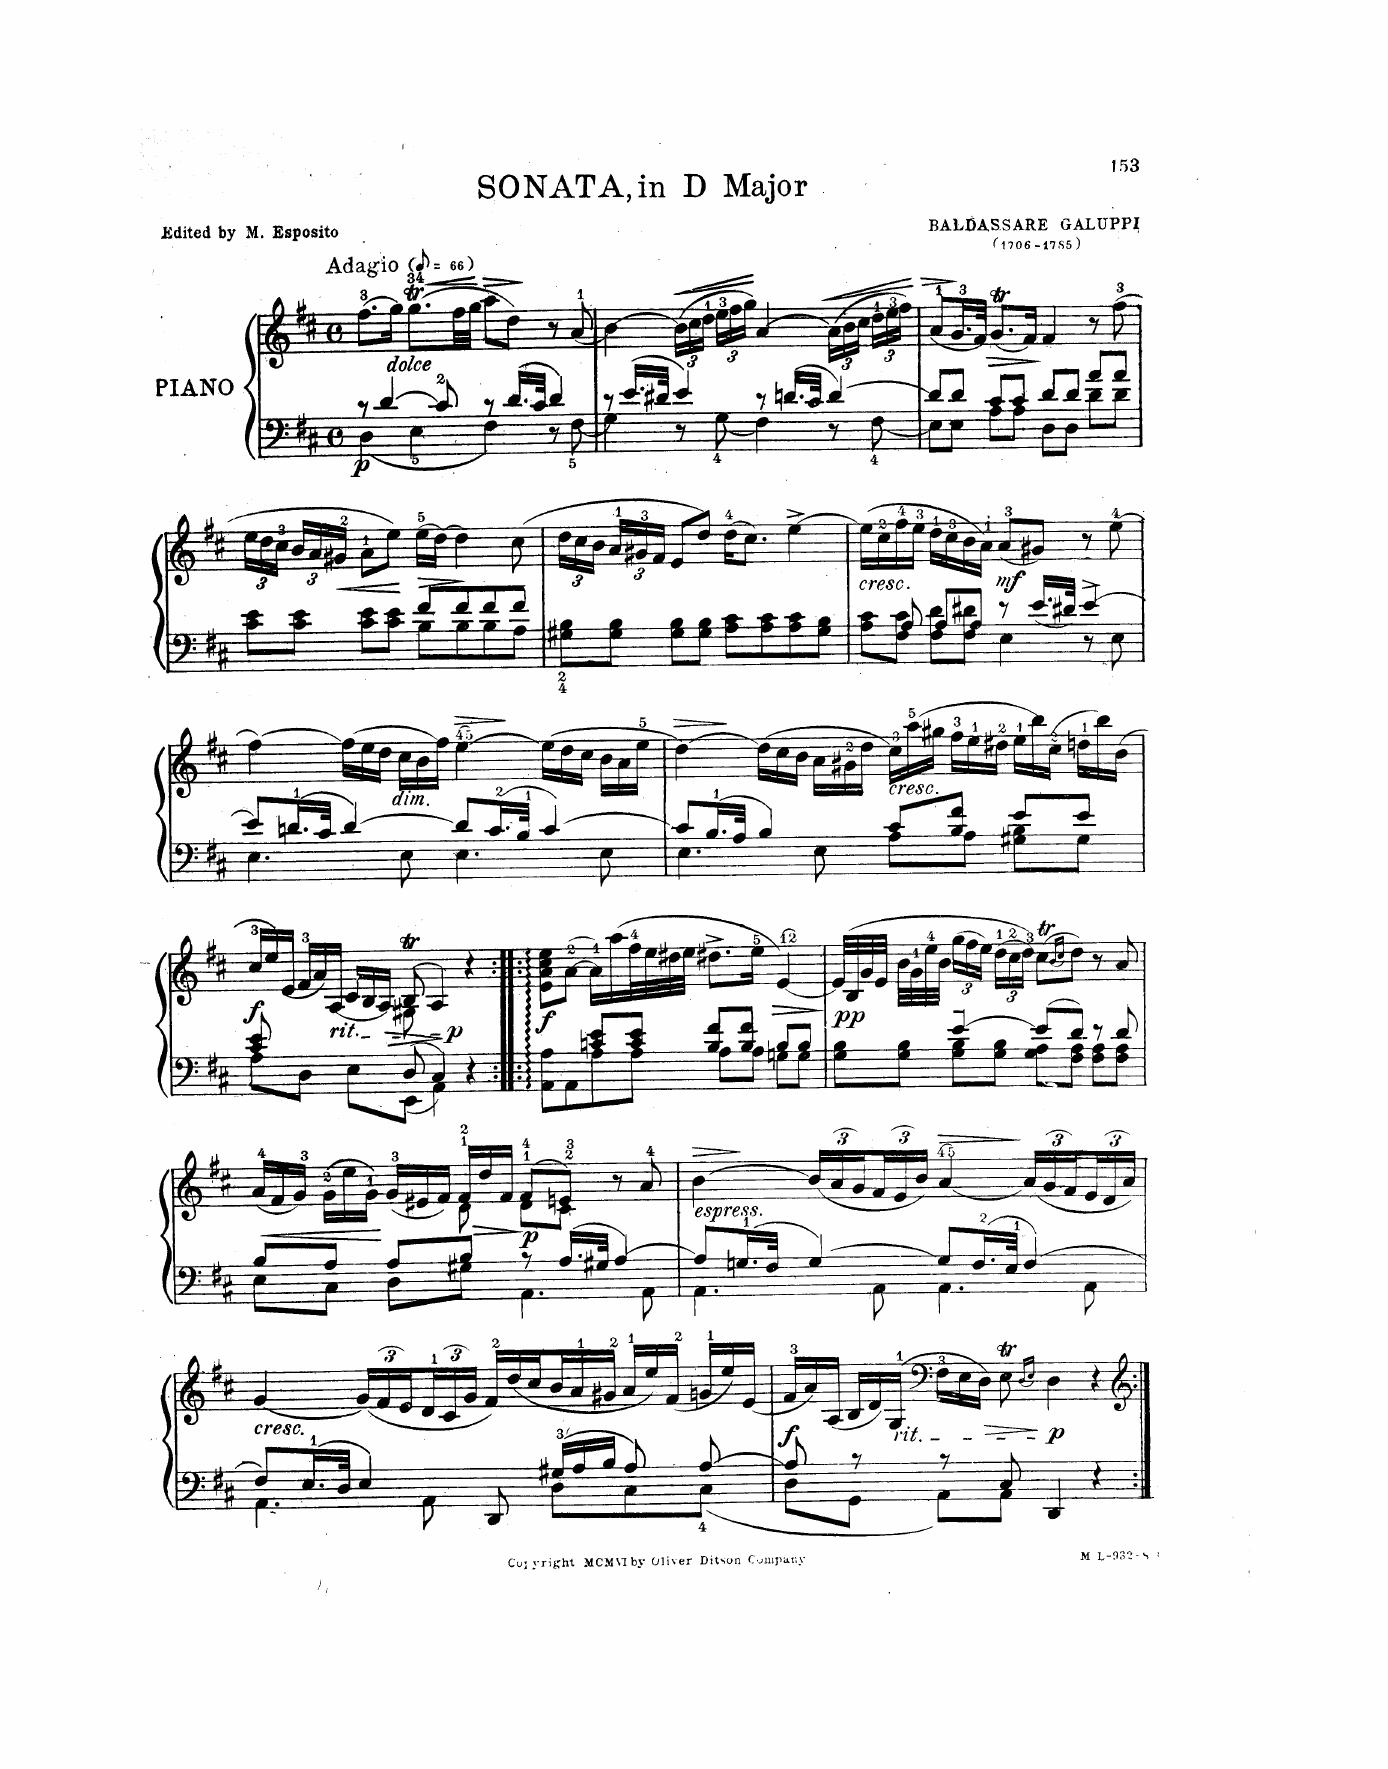 153
SONATA, in D Major
Edited by M. Esposito
BALDASSARE GALUPPI
(1706-1785)
Adagio (♪= 66)
PIANO
dolce
p
cresc.
mf
dim.
cresc.
f
rit.
p
f
pp
p
espress.
cresc.
f
rit.
p
Copyright MCMVI by Oliver Ditson Company
M L-932-